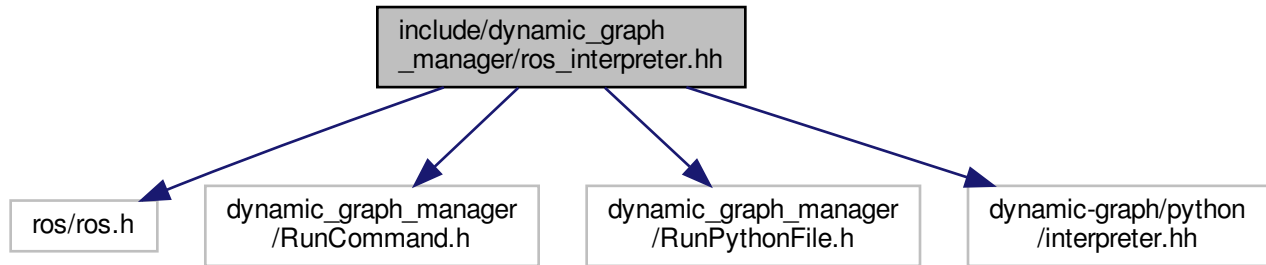 include/dynamic_graph
_manager/ros_interpreter.hh
ros/ros.h
dynamic_graph_manager
/RunCommand.h
dynamic_graph_manager
/RunPythonFile.h
dynamic-graph/python
/interpreter.hh